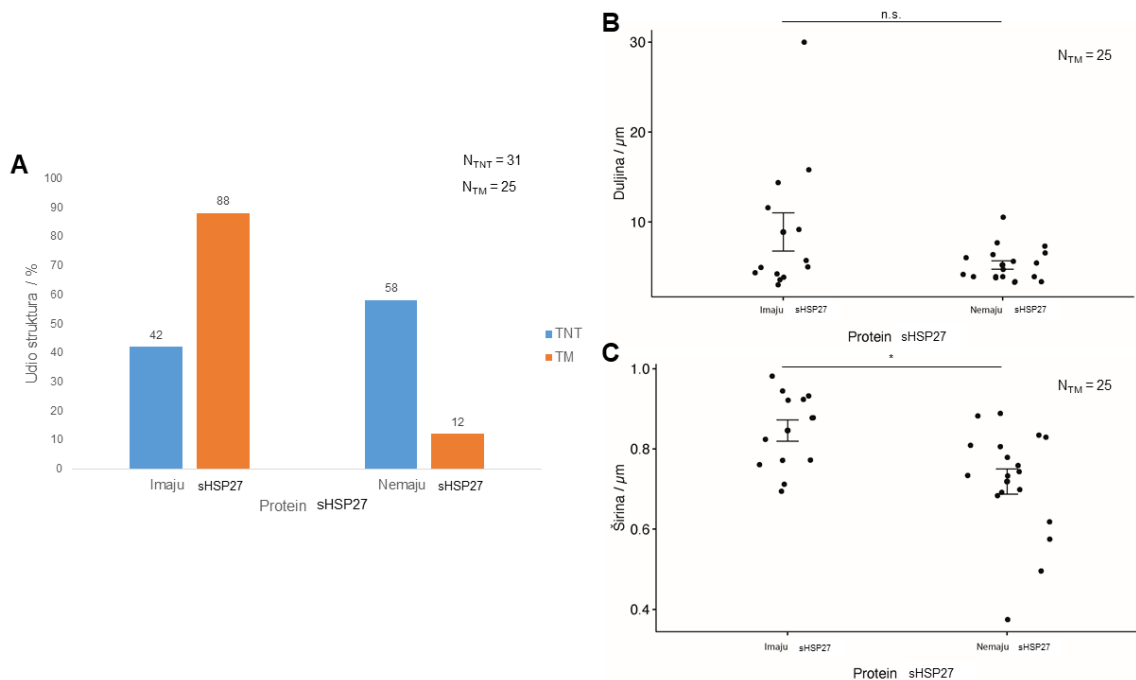 A
N_TNT = 31
N_TM = 25
Udio struktura / %
100
90
80
70
60
50
40
30
20
10
0
42
88
58
12
Imaju sHSP27
Nemaju sHSP27
Protein sHSP27
TNT
TM
B
n.s.
N_TM = 25
Duljina / µm
30
20
10
Imaju sHSP27
Nemaju sHSP27
Protein sHSP27
C
*
N_TM = 25
Širina / µm
1.0
0.8
0.6
0.4
Imaju sHSP27
Nemaju sHSP27
Protein sHSP27